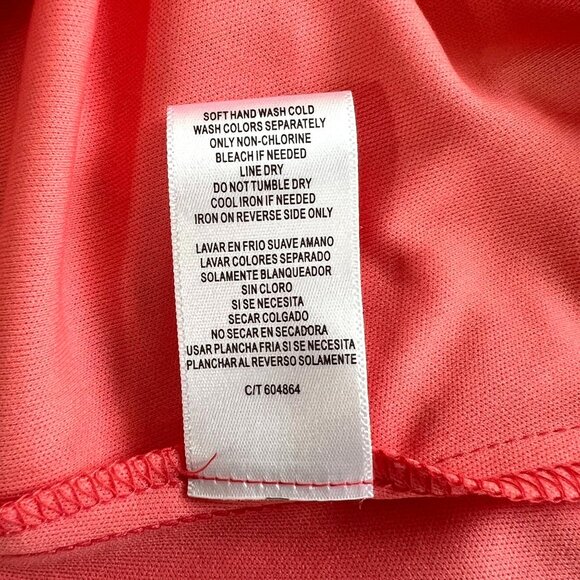 SOFT HAND WASH COLD
WASH COLORS SEPARATELY
ONLY NON-CHLORINE
BLEACH IF NEEDED
LINE DRY
DO NOT TUMBLE DRY
COOL IRON IF NEEDED
IRON ON REVERSE SIDE ONLY
LAVAR EN FRIO SUAVE AMANO
LAVAR COLORES SEPARADO
SOLAMENTE BLANQUEADOR
SIN CLORO
SI SE NECESITA
SECAR COLGADO
NO SECAR EN SECADORA
USAR PLANCHA FRIA SI SE NECESITA
PLANCHAR AL REVERSO SOLAMENTE
C/T 604864